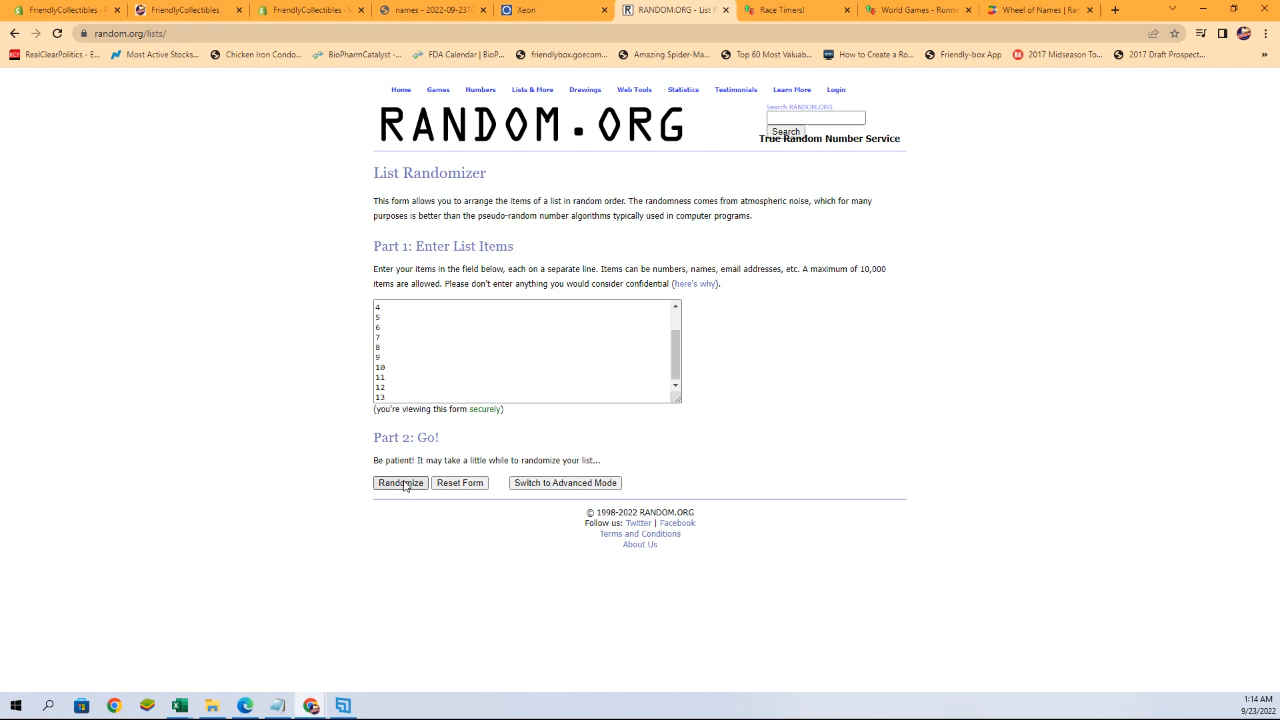 FriendlyCollectibles - F
FriendlyCollectibles
FriendlyCollectibles - S
names - 2022-09-23T0
Xeon
RANDOM.ORG - List R
Race Timers!
World Games - Runn
Wheel of Names | Ran
random.org/lists/
RealClearPolitics - E...
Most Active Stocks...
Chicken Iron Condo...
BioPharmCatalyst -...
FDA Calendar | BioP...
friendlybox.goecom...
Amazing Spider-Ma...
Top 60 Most Valuab...
How to Create a Ro...
Friendly-box App
2017 Midseason To...
2017 Draft Prospect...
Home Games Numbers Lists & More Drawings Web Tools Statistics Testimonials Learn More Login
RANDOM.ORG
Search RANDOM.ORG
Search
True Random Number Service
List Randomizer
This form allows you to arrange the items of a list in random order. The randomness comes from atmospheric noise, which for many
purposes is better than the pseudo-random number algorithms typically used in computer programs.
Part 1: Enter List Items
Enter your items in the field below, each on a separate line. Items can be numbers, names, email addresses, etc. A maximum of 10,000
items are allowed. Please don't enter anything you would consider confidential (here's why).
4
5
6
7
8
9
10
11
12
13
(you're viewing this form securely)
Part 2: Go!
Be patient! It may take a little while to randomize your list...
Randomize Reset Form Switch to Advanced Mode
© 1998-2022 RANDOM.ORG
Follow us: Twitter | Facebook
Terms and Conditions
About Us
1:14 AM
9/23/2022